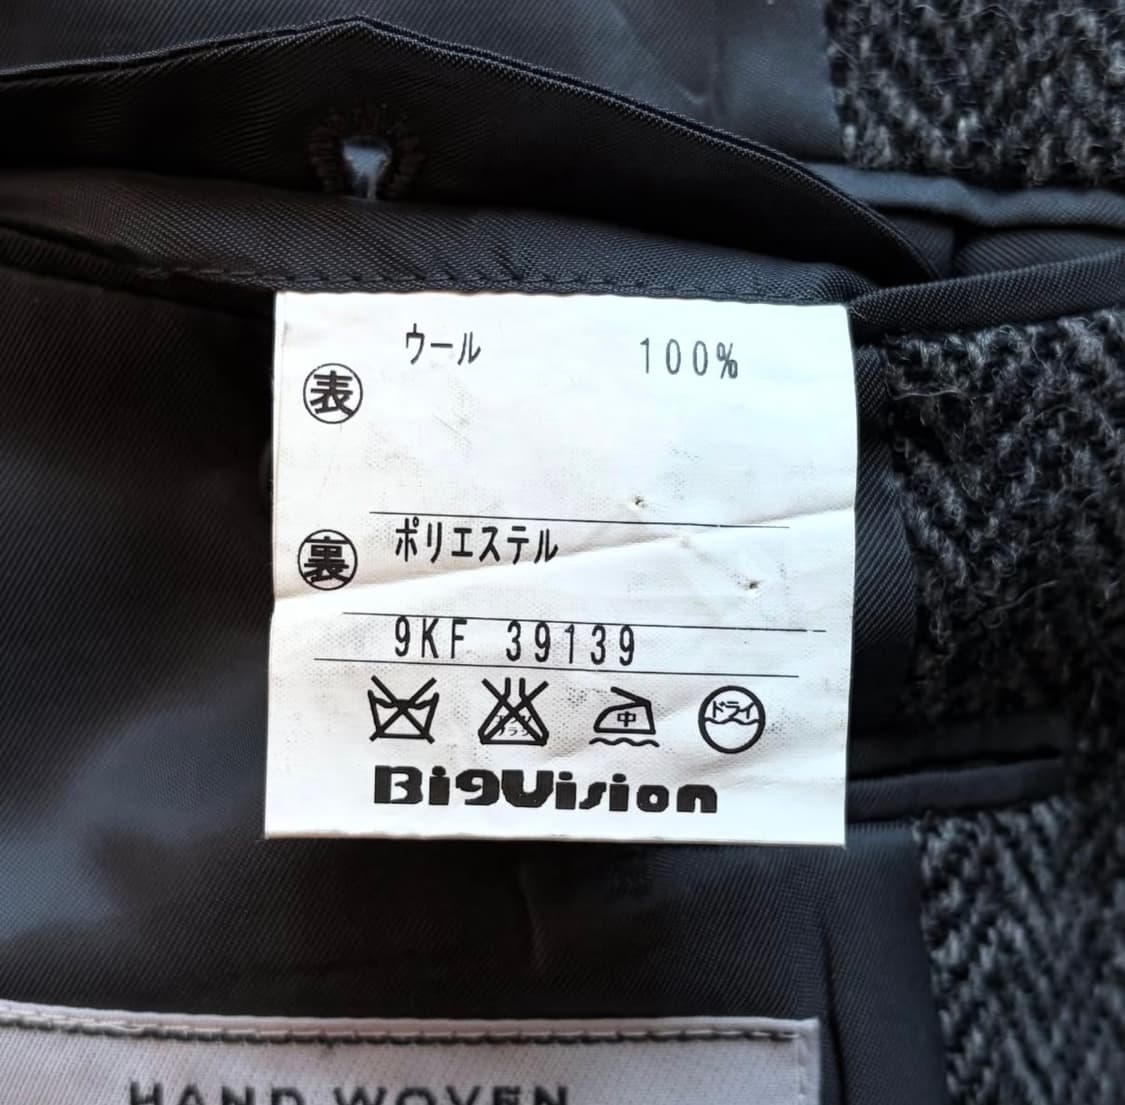 ウール 100%
表
ポリエステル
裏
9KF 39139
中 ドライ
BigVision
HAND WOVEN